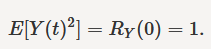 E[Y(t)²] = R_Y(0) = 1.